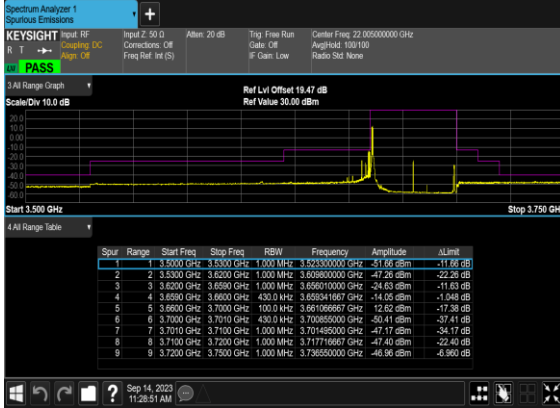 Spectrum Analyzer 1
Spurious Emissions
+
KEYSIGHT Input: RF Input Z: 50 Ω Atten: 20 dB Trig: Free Run Center Freq: 22.005000000 GHz
R T Coupling: DC Corrections: Off Gate: Off Avg|Hold: 100/100
Align: Off Freq Ref: Int (S) IF Gain: Low Radio Std: None
PASS
3 All Range Graph
Ref Lvl Offset 19.47 dB
Scale/Div 10.0 dB Ref Value 30.00 dBm
20.0
10.0
0.00
-10.0
-20.0
-30.0
-40.0
-50.0
-60.0
Start 3.500 GHz Stop 3.750 GH
4 All Range Table
Spur Range Start Freq Stop Freq RBW Frequency Amplitude ΔLimit
1 1 3.5000 GHz 3.5300 GHz 1.000 MHz 3.523300000 GHz -51.66 dBm -11.66 dB
2 2 3.5300 GHz 3.6200 GHz 1.000 MHz 3.609800000 GHz -47.26 dBm -22.26 dB
3 3 3.6200 GHz 3.6590 GHz 1.000 MHz 3.656010000 GHz -24.63 dBm -11.63 dB
4 4 3.6590 GHz 3.6600 GHz 430.0 kHz 3.659341667 GHz -14.05 dBm -1.048 dB
5 5 3.6600 GHz 3.7000 GHz 100.0 kHz 3.661066667 GHz 12.62 dBm -17.38 dB
6 6 3.7000 GHz 3.7010 GHz 430.0 kHz 3.700855000 GHz -50.41 dBm -37.41 dB
7 7 3.7010 GHz 3.7100 GHz 1.000 MHz 3.701495000 GHz -47.17 dBm -34.17 dB
8 8 3.7100 GHz 3.7200 GHz 1.000 MHz 3.717716667 GHz -47.40 dBm -22.40 dB
9 9 3.7200 GHz 3.7500 GHz 1.000 MHz 3.736550000 GHz -46.96 dBm -6.960 dB
? Sep 14, 2023
11:28:51 AM